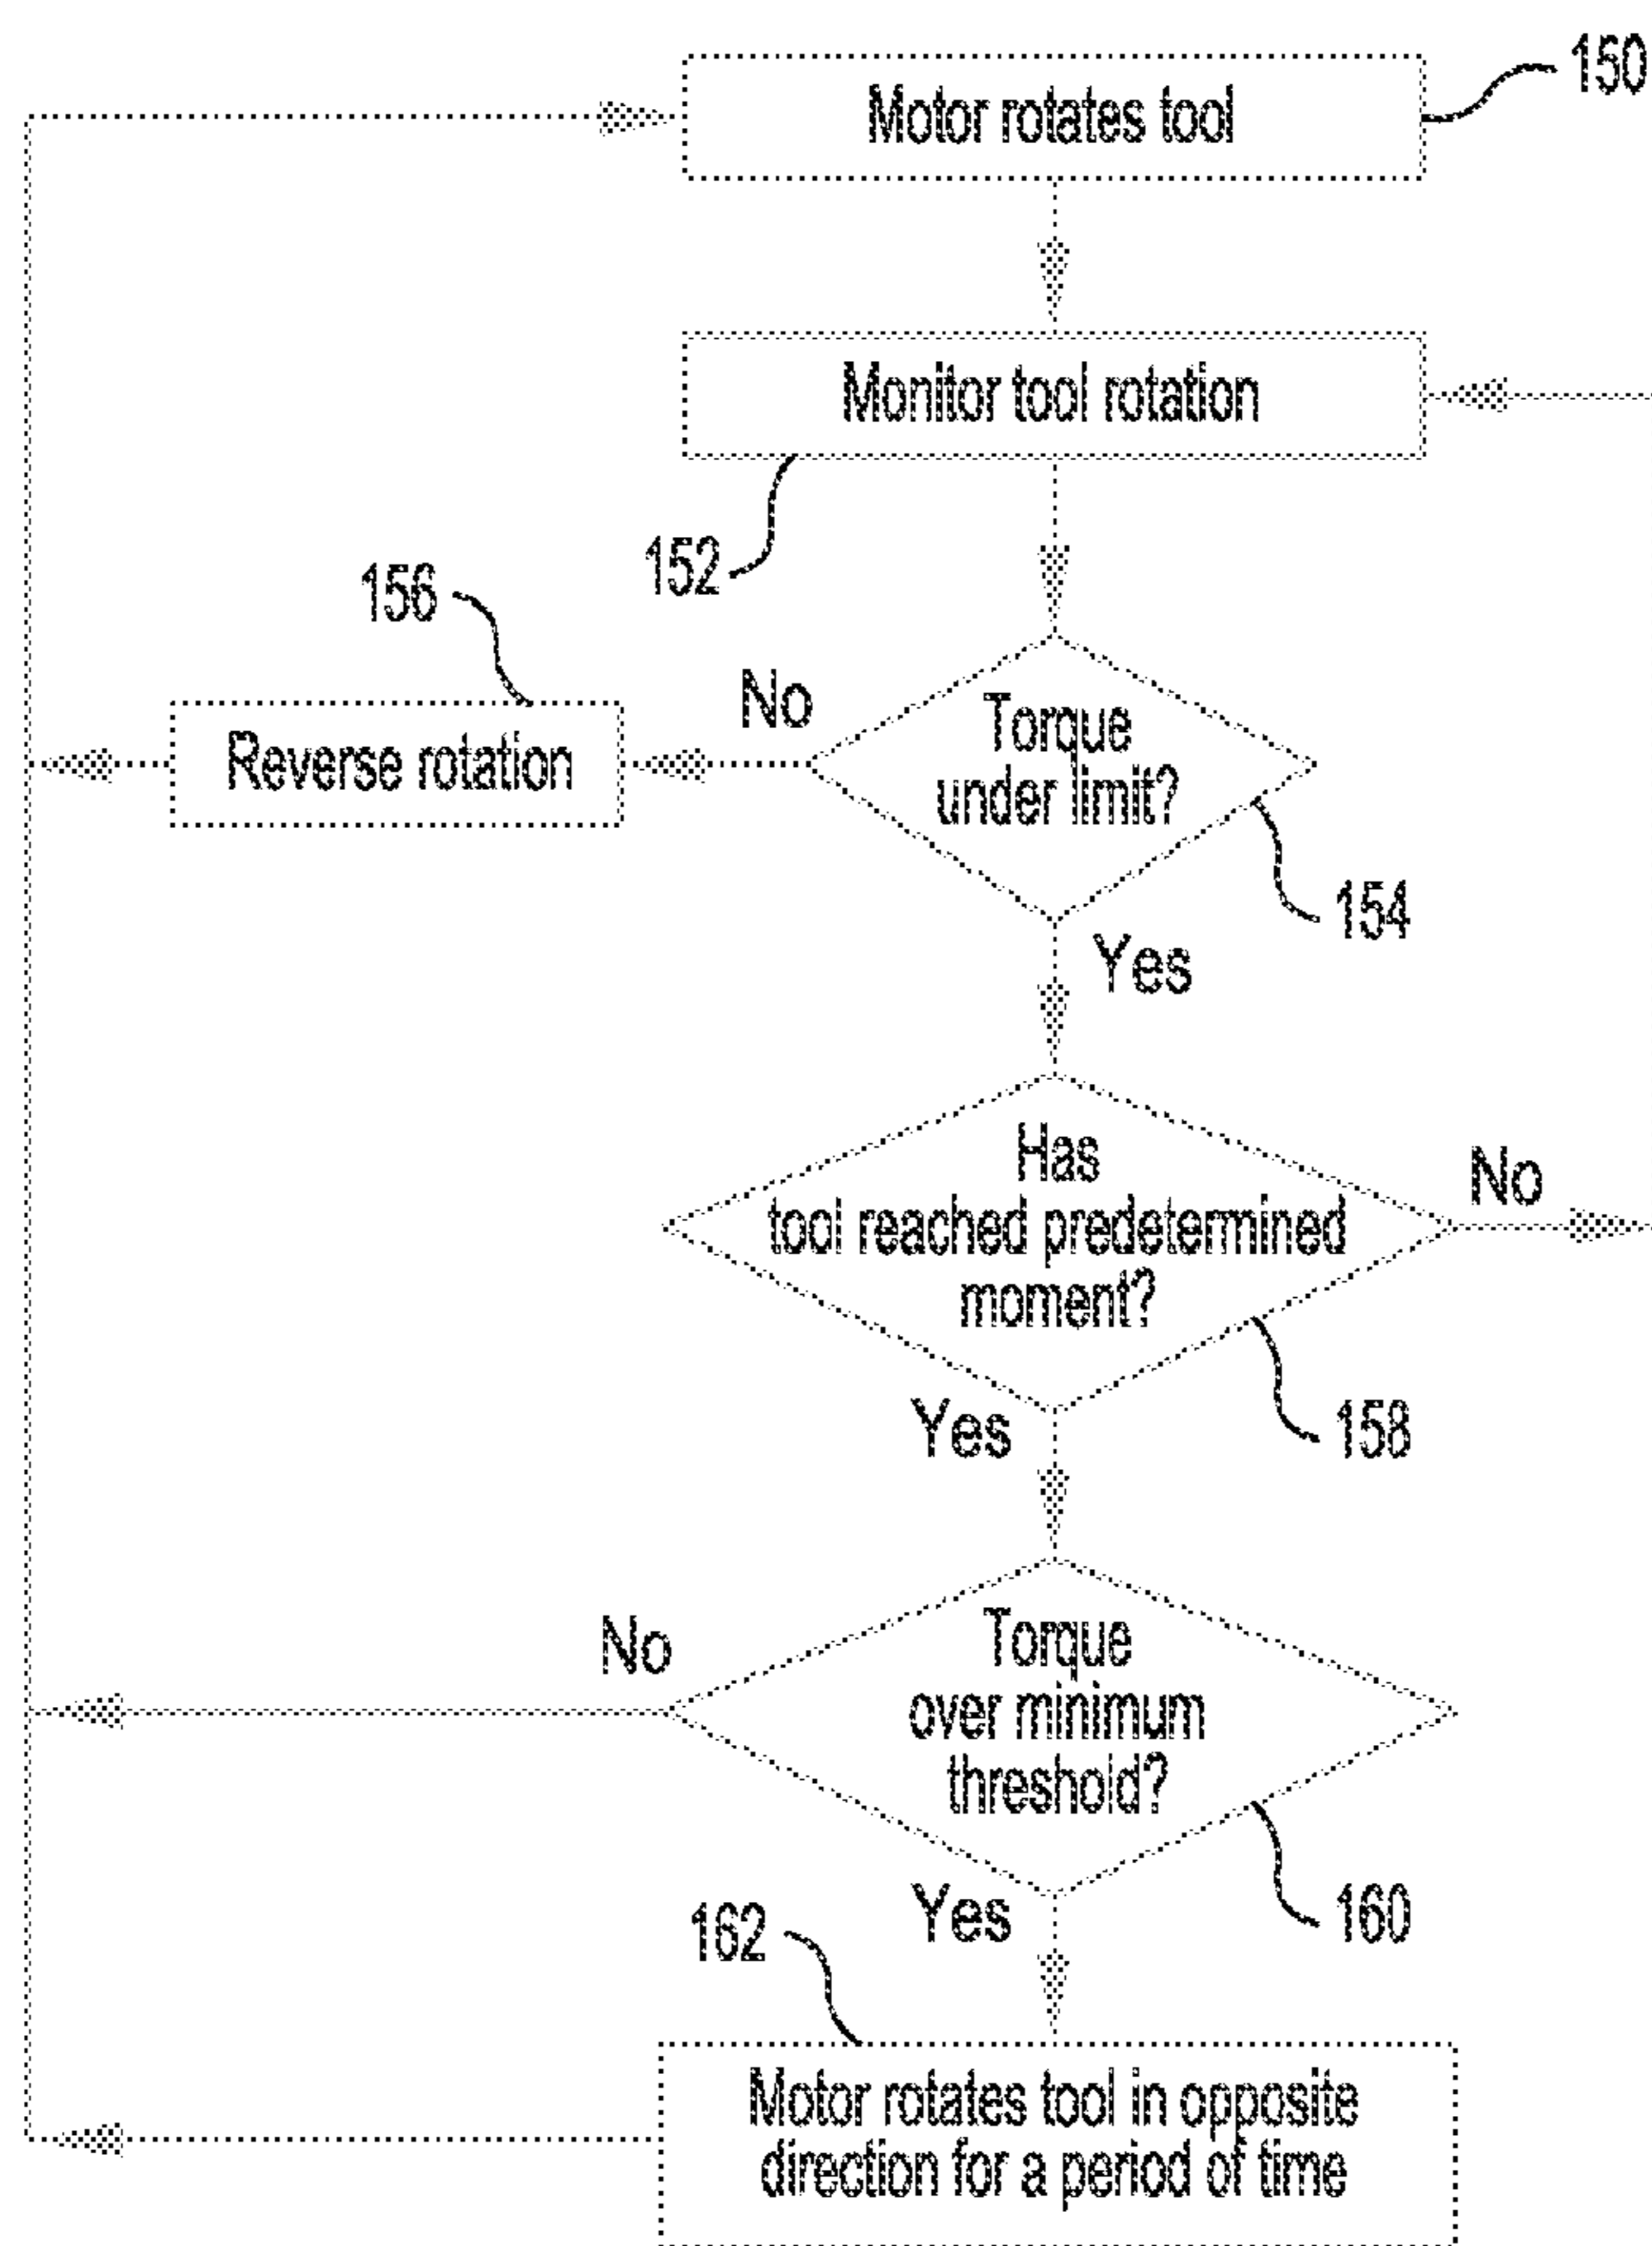 150
Motor rotates tool
Monitor tool rotation
152
156
No
Reverse rotation
Torque
under limit?
154
Yes
Has
tool reached predetermined
moment?
No
158
Yes
Torque
over minimum
threshold?
No
160
Yes
162
Motor rotates tool in opposite
direction for a period of time